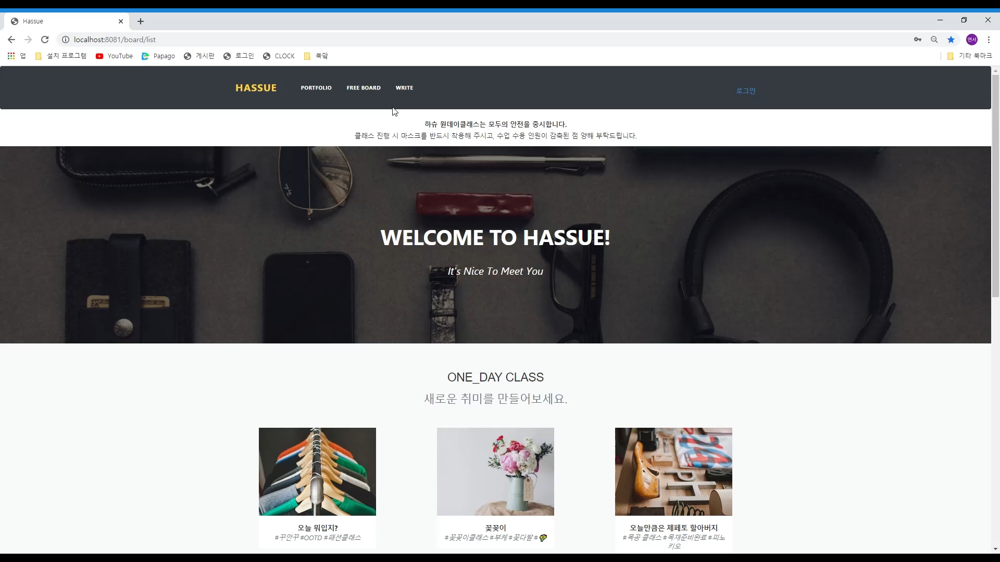 Hassue
localhost:8081/board/list
연서
앱 설치 프로그램 YouTube Papago 게시판 로그인 CLOCK 북맠 기타 북마크
HASSUE PORTFOLIO FREE BOARD WRITE 로그인
하슈 원데이클래스는 모두의 안전을 중시합니다.
클래스 진행 시 마스크를 반드시 착용해 주시고, 수업 수용 인원이 감축된 점 양해 부탁드립니다.
WELCOME TO HASSUE!
It's Nice To Meet You
ONE_DAY CLASS
새로운 취미를 만들어보세요.
오늘 뭐입지?
#꾸안꾸 #OOTD #패션클래스
꽃꽂이
#꽃꽂이클래스 #부케 #꽃다발 #💐
오늘만큼은 제페토 할아버지
#목공 클래스 #목재준비완료 #피노
키오